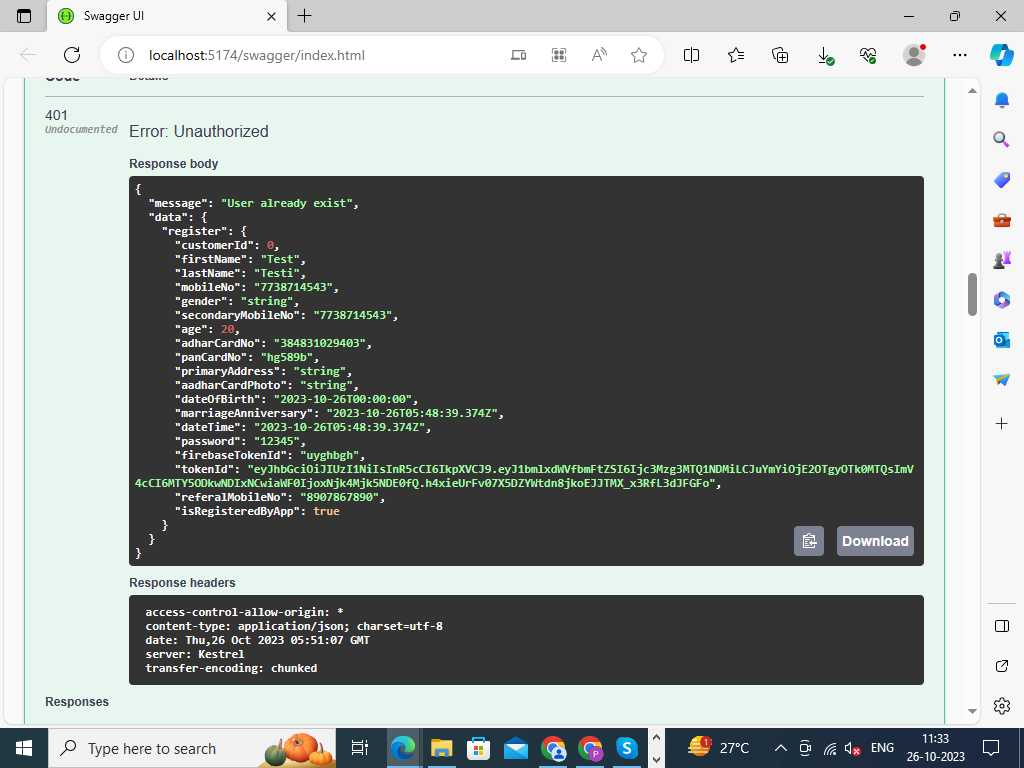 Swagger UI
localhost:5174/swagger/index.html
Code Details
401
Undocumented
Error: Unauthorized
Response body
{
"message": "User already exist",
"data": {
"register": {
"customerId": 0,
"firstName": "Test",
"lastName": "Testi",
"mobileNo": "7738714543",
"gender": "string",
"secondaryMobileNo": "7738714543",
"age": 20,
"adharCardNo": "384831029403",
"panCardNo": "hg589b",
"primaryAddress": "string",
"aadharCardPhoto": "string",
"dateOfBirth": "2023-10-26T00:00:00",
"marriageAnniversary": "2023-10-26T05:48:39.374Z",
"dateTime": "2023-10-26T05:48:39.374Z",
"password": "12345",
"firebaseTokenId": "uyghbgh",
"tokenId": "eyJhbGciOiJIUzI1NiIsInR5cCI6IkpXVCJ9.eyJ1bmlxdWVfbmFtZSI6Ijc3Mzg3MTQ1NDMiLCJuYmYiOjE2OTgyOTk0MTQsImV
4cCI6MTY5ODkwNDIxNCwiaWF0IjoxNjk4Mjk5NDE0fQ.h4xieUrFv07X5DZYWtdn8jkoEJJTMX_x3RfL3dJFGFo",
"referalMobileNo": "8907867890",
"isRegisteredByApp": true
}
}
}
Download
Response headers
access-control-allow-origin: *
content-type: application/json; charset=utf-8
date: Thu,26 Oct 2023 05:51:07 GMT
server: Kestrel
transfer-encoding: chunked
Responses
Type here to search
1
27°C
ENG
11:33
26-10-2023